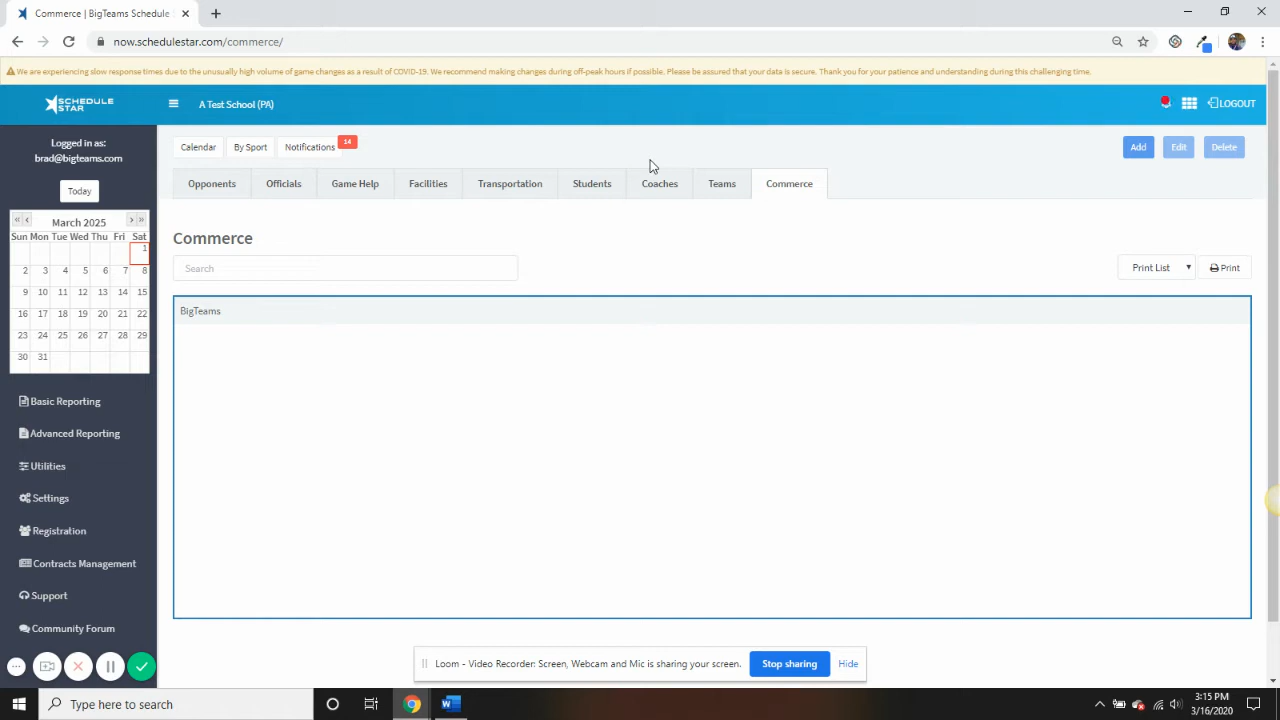 Commerce | BigTeams Schedule
now.schedulestar.com/commerce/
We are experiencing slow response times due to the unusually high volume of game changes as a result of COVID-19. We recommend making changes during off-peak hours if possible. Please be assured that your data is secure. Thank you for your patience and understanding during this challenging time.
SCHEDULE STAR
A Test School (PA)
LOGOUT
Logged in as:
brad@bigteams.com
Today
Calendar
By Sport
Notifications
14
Add
Edit
Delete
Opponents
Officials
Game Help
Facilities
Transportation
Students
Coaches
Teams
Commerce
« ‹ March 2025 › »
Sun Mon Tue Wed Thu Fri Sat
1
2 3 4 5 6 7 8
9 10 11 12 13 14 15
16 17 18 19 20 21 22
23 24 25 26 27 28 29
30 31
Commerce
Search
Print List
Print
BigTeams
Basic Reporting
Advanced Reporting
Utilities
Settings
Registration
Contracts Management
Support
Community Forum
Loom - Video Recorder: Screen, Webcam and Mic is sharing your screen.
Stop sharing
Hide
Type here to search
3:15 PM
3/16/2020